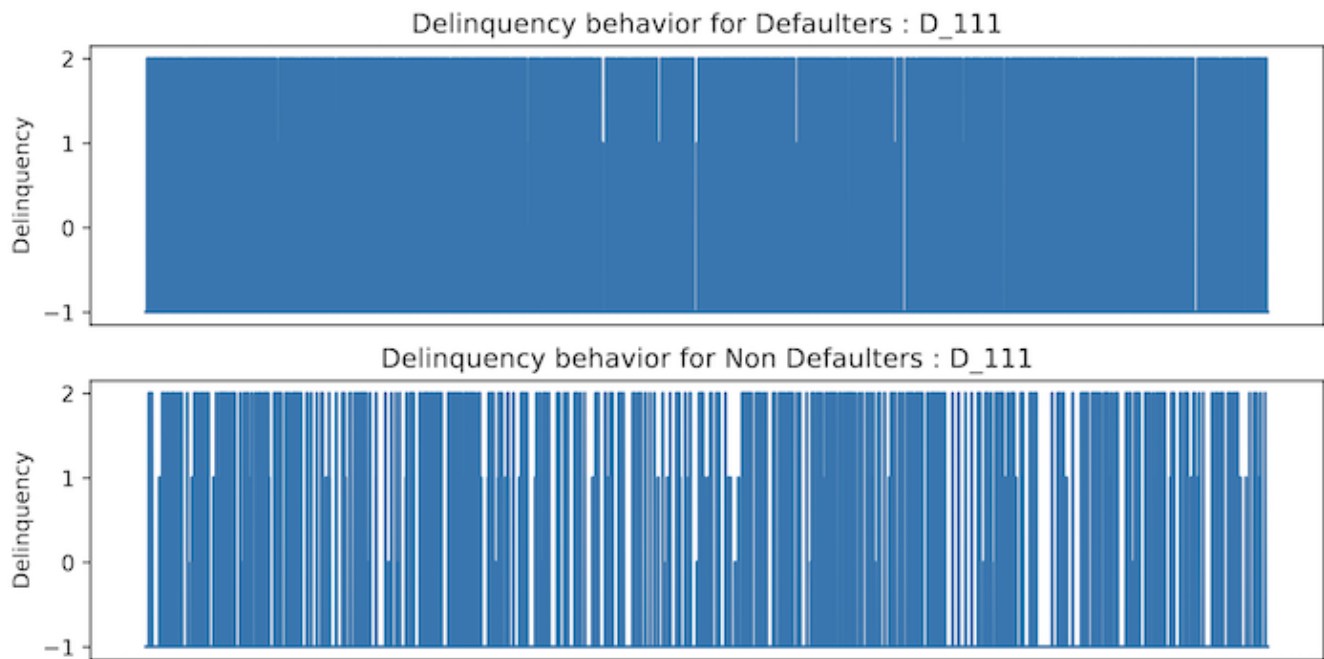 Delinquency behavior for Defaulters : D_111
Delinquency
2
1
0
−1
Delinquency behavior for Non Defaulters : D_111
Delinquency
2
1
0
−1